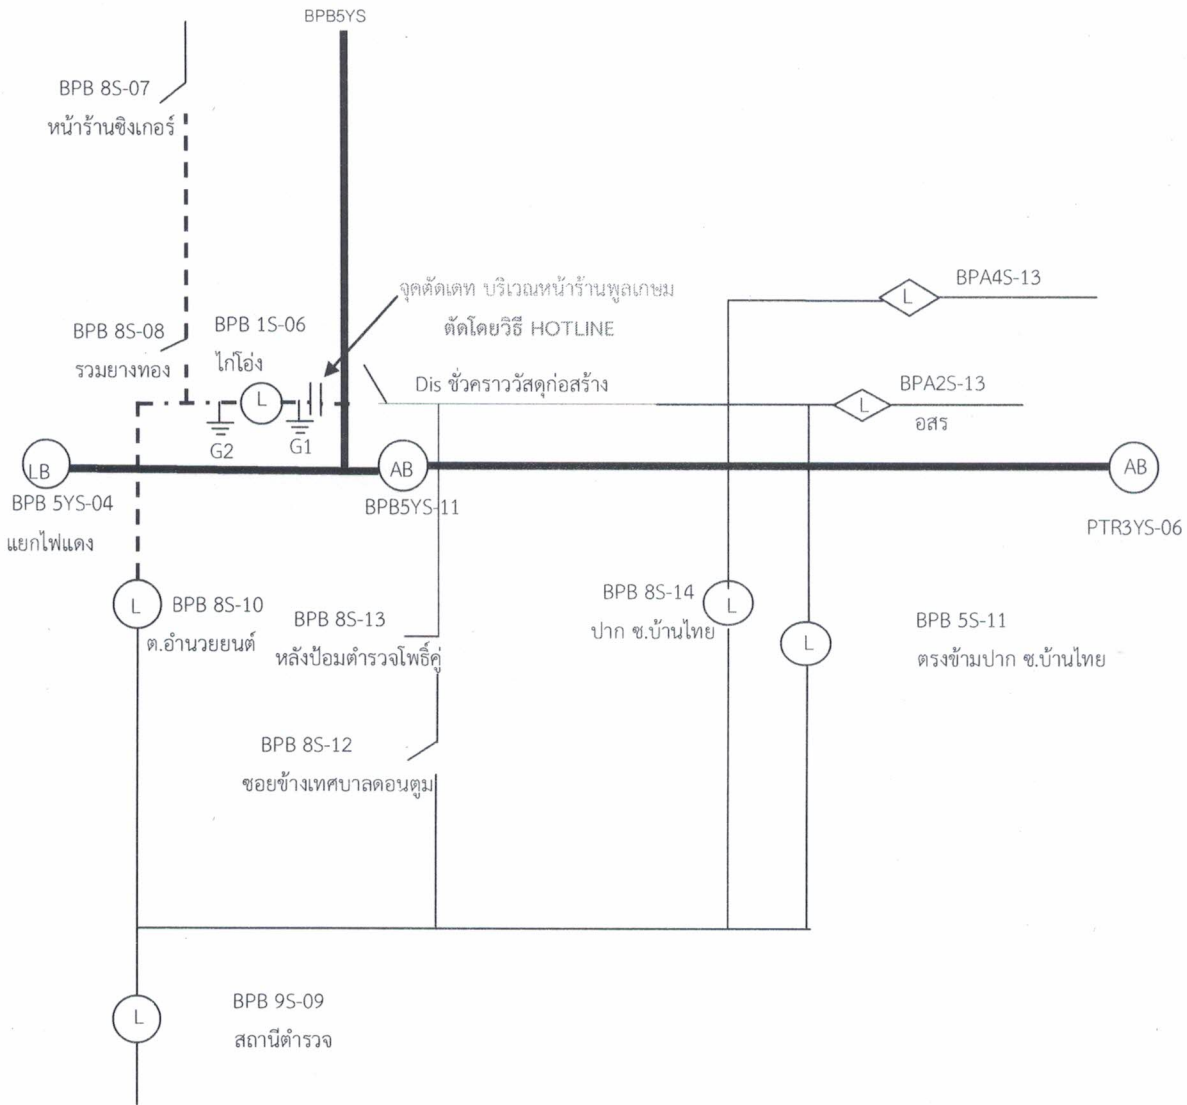 BPB5YS
BPB 8S-07
หน้าร้านซิงเกอร์
BPA4S-13
L
จุดตัดเตท บริเวณหน้าร้านพูลเกษม
ตัดโดยวิธี HOTLINE
BPB 8S-08
รวมยางทอง
BPB 1S-06
ไก่โอ่ง
L
G2
G1
Dis ชั่วคราววัสดุก่อสร้าง
BPA2S-13
L
อสร
LB
BPB 5YS-04
แยกไฟแดง
AB
BPB5YS-11
AB
PTR3YS-06
L
BPB 8S-10
ต.อำนวยยนต์
BPB 8S-13
หลังป้อมตำรวจโพธิ์คู่
BPB 8S-14
ปาก ซ.บ้านไทย
L
L
BPB 5S-11
ตรงข้ามปาก ซ.บ้านไทย
BPB 8S-12
ซอยข้างเทศบาลดอนตูม
L
BPB 9S-09
สถานีตำรวจ